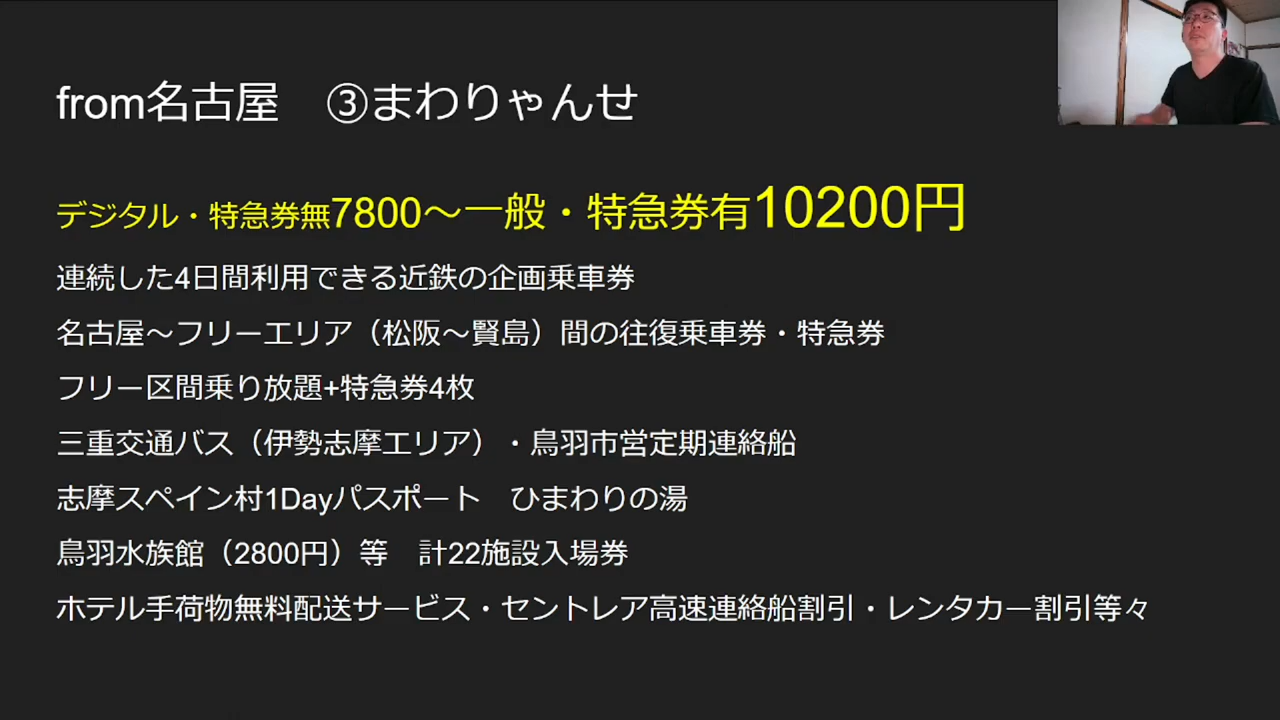 from名古屋　③まわりゃんせ
デジタル・特急券無7800～一般・特急券有10200円
連続した4日間利用できる近鉄の企画乗車券
名古屋～フリーエリア（松阪～賢島）間の往復乗車券・特急券
フリー区間乗り放題+特急券4枚
三重交通バス（伊勢志摩エリア）・鳥羽市営定期連絡船
志摩スペイン村1Dayパスポート　ひまわりの湯
鳥羽水族館（2800円）等　計22施設入場券
ホテル手荷物無料配送サービス・セントレア高速連絡船割引・レンタカー割引等々